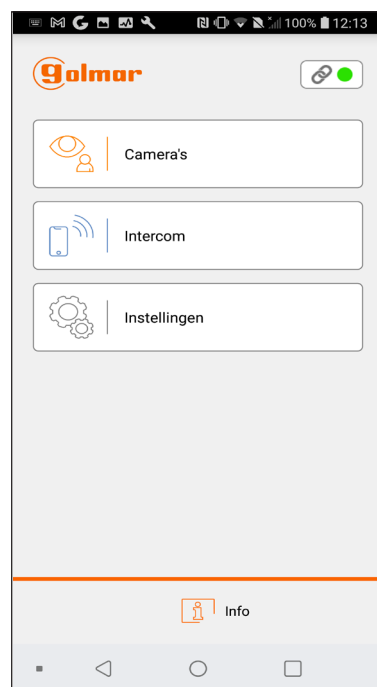 100% 12:13
golmar
Camera's
Intercom
Instellingen
Info